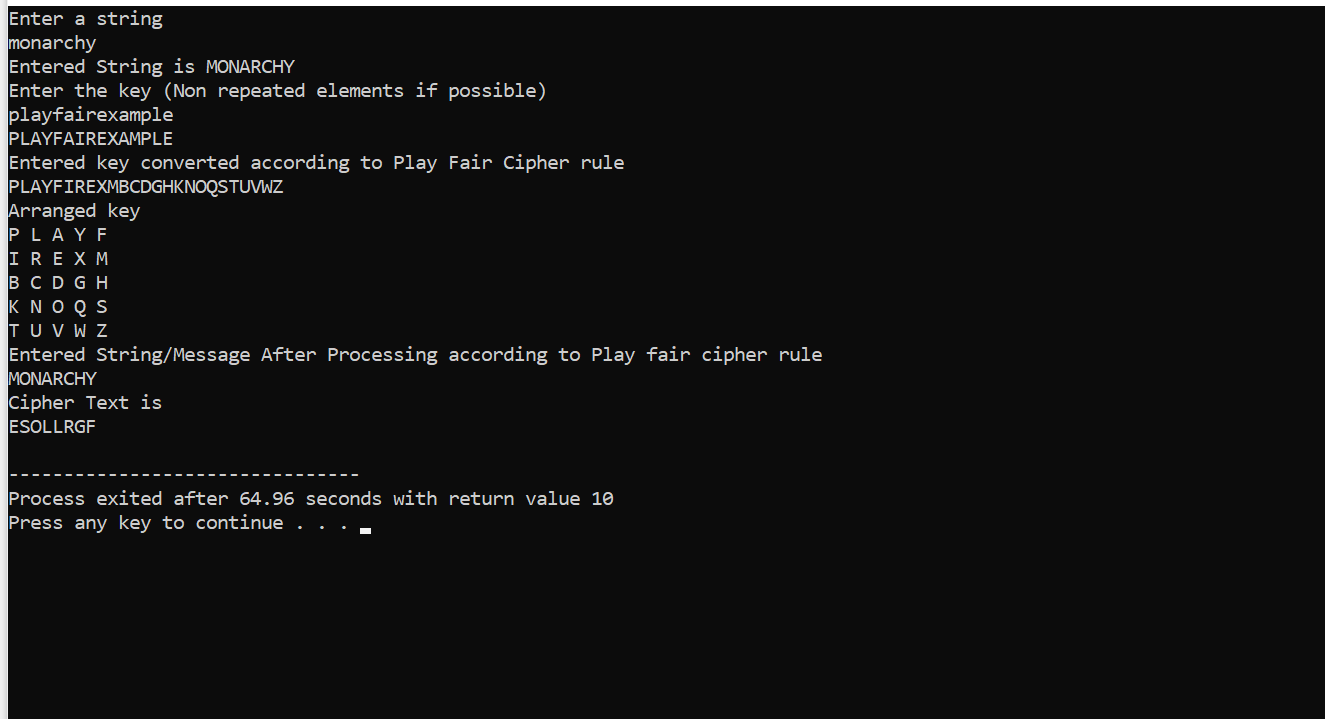 Enter a string
monarchy
Entered String is MONARCHY
Enter the key (Non repeated elements if possible)
playfairexample
PLAYFAIREXAMPLE
Entered key converted according to Play Fair Cipher rule
PLAYFIREXMBCDGHKNOQSTUVWZ
Arranged key
P L A Y F
I R E X M
B C D G H
K N O Q S
T U V W Z
Entered String/Message After Processing according to Play fair cipher rule
MONARCHY
Cipher Text is
ESOLLRGF
--------------------------------
Process exited after 64.96 seconds with return value 10
Press any key to continue . . .